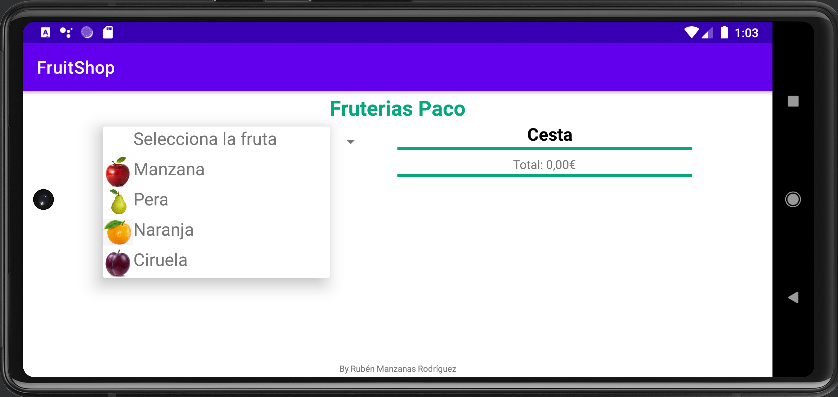 1:03
FruitShop
Fruterias Paco
Selecciona la fruta
Manzana
Pera
Naranja
Ciruela
Cesta
Total: 0,00€
By Rubén Manzanas Rodríguez